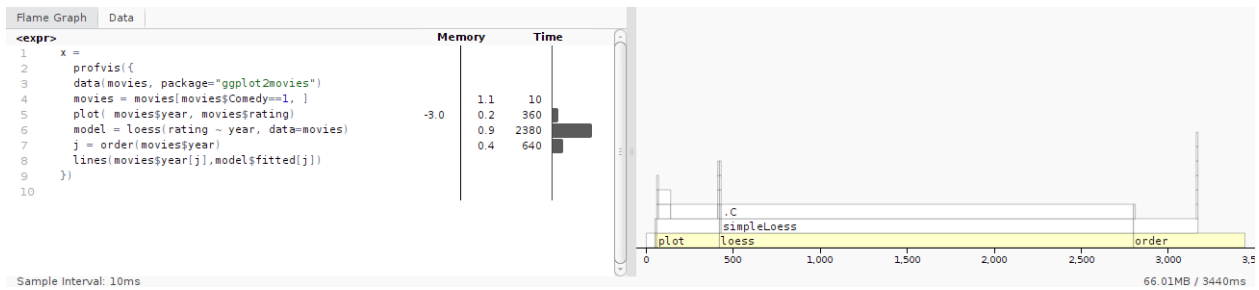 Flame Graph Data
<expr> Memory Time
1 x =
2 profvis({
3 data(movies, package="ggplot2movies")
4 movies = movies[movies$Comedy==1, ] 1.1 10
5 plot( movies$year, movies$rating) -3.0 0.2 360
6 model = loess(rating ~ year, data=movies) 0.9 2380
7 j = order(movies$year) 0.4 640
8 lines(movies$year[j],model$fitted[j])
9 })
10
.C
simpleLoess
plot loess order
0 500 1,000 1,500 2,000 2,500 3,000 3,5
Sample Interval: 10ms 66.01MB / 3440ms